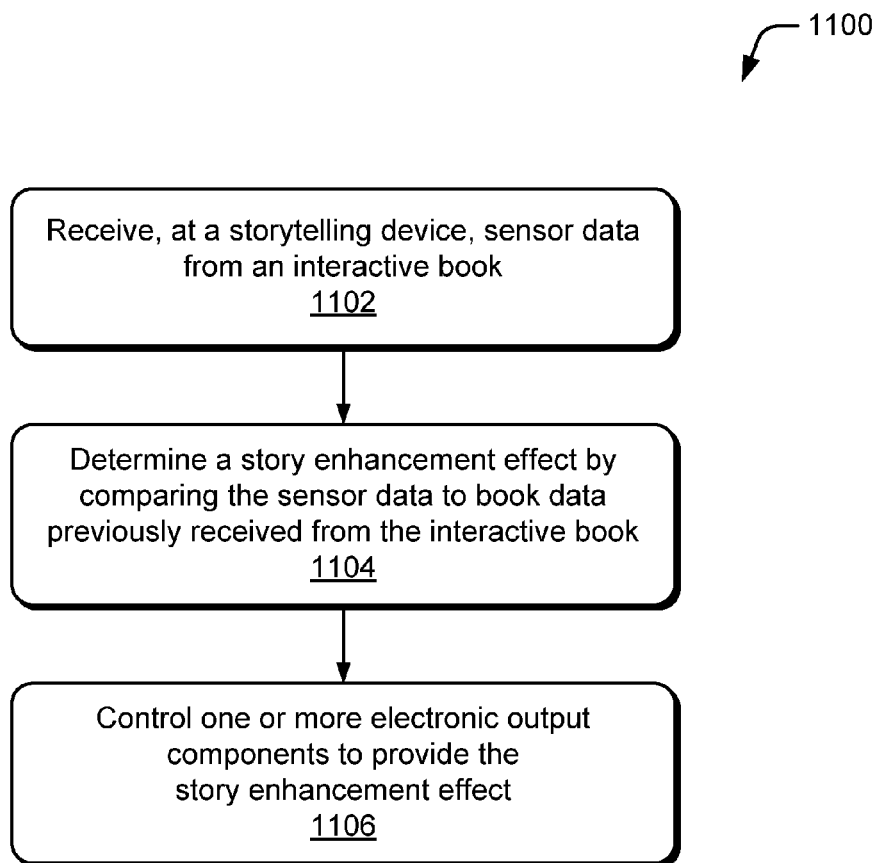 1100
Receive, at a storytelling device, sensor data
from an interactive book
1102
Determine a story enhancement effect by
comparing the sensor data to book data
previously received from the interactive book
1104
Control one or more electronic output
components to provide the
story enhancement effect
1106